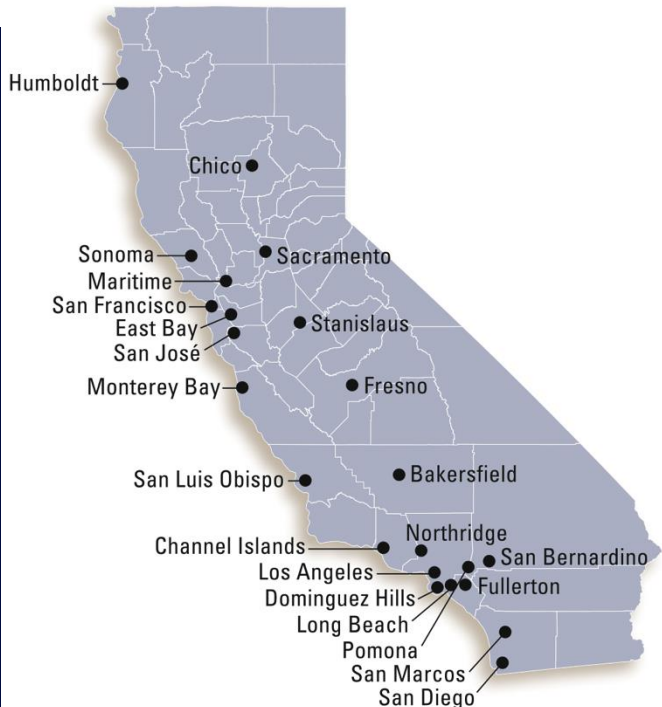 Humboldt
Chico
Sonoma
Sacramento
Maritime
San Francisco
East Bay
Stanislaus
San José
Monterey Bay
Fresno
San Luis Obispo
Bakersfield
Northridge
Channel Islands
San Bernardino
Los Angeles
Dominguez Hills
Fullerton
Long Beach
Pomona
San Marcos
San Diego